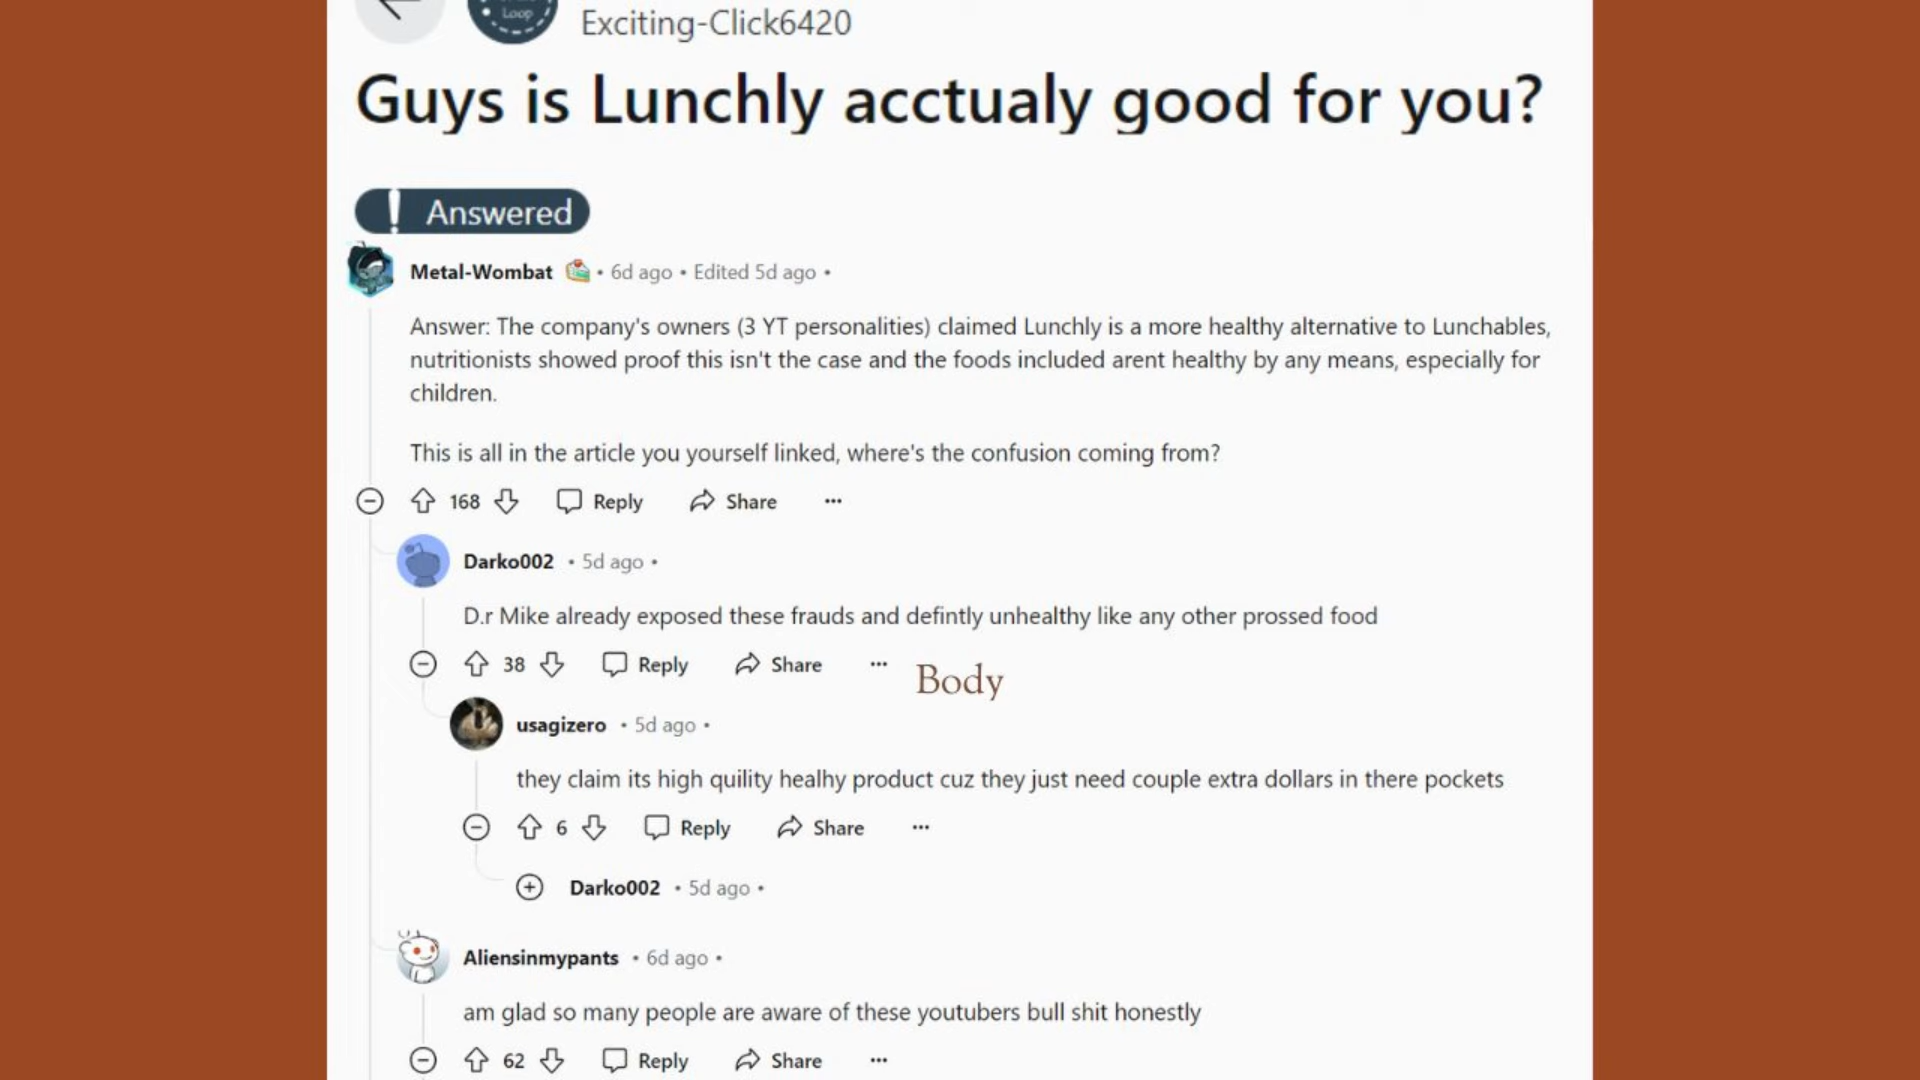 Loop
Exciting-Click6420
Guys is Lunchly acctualy good for you?
! Answered
Metal-Wombat • 6d ago • Edited 5d ago •
Answer: The company's owners (3 YT personalities) claimed Lunchly is a more healthy alternative to Lunchables,
nutritionists showed proof this isn't the case and the foods included arent healthy by any means, especially for
children.
This is all in the article you yourself linked, where's the confusion coming from?
168 Reply Share ...
Darko002 • 5d ago •
D.r Mike already exposed these frauds and defintly unhealthy like any other prossed food
38 Reply Share ...
Body
usagizero • 5d ago •
they claim its high quility healhy product cuz they just need couple extra dollars in there pockets
6 Reply Share ...
Darko002 • 5d ago •
Aliensinmypants • 6d ago •
am glad so many people are aware of these youtubers bull shit honestly
62 Reply Share ...